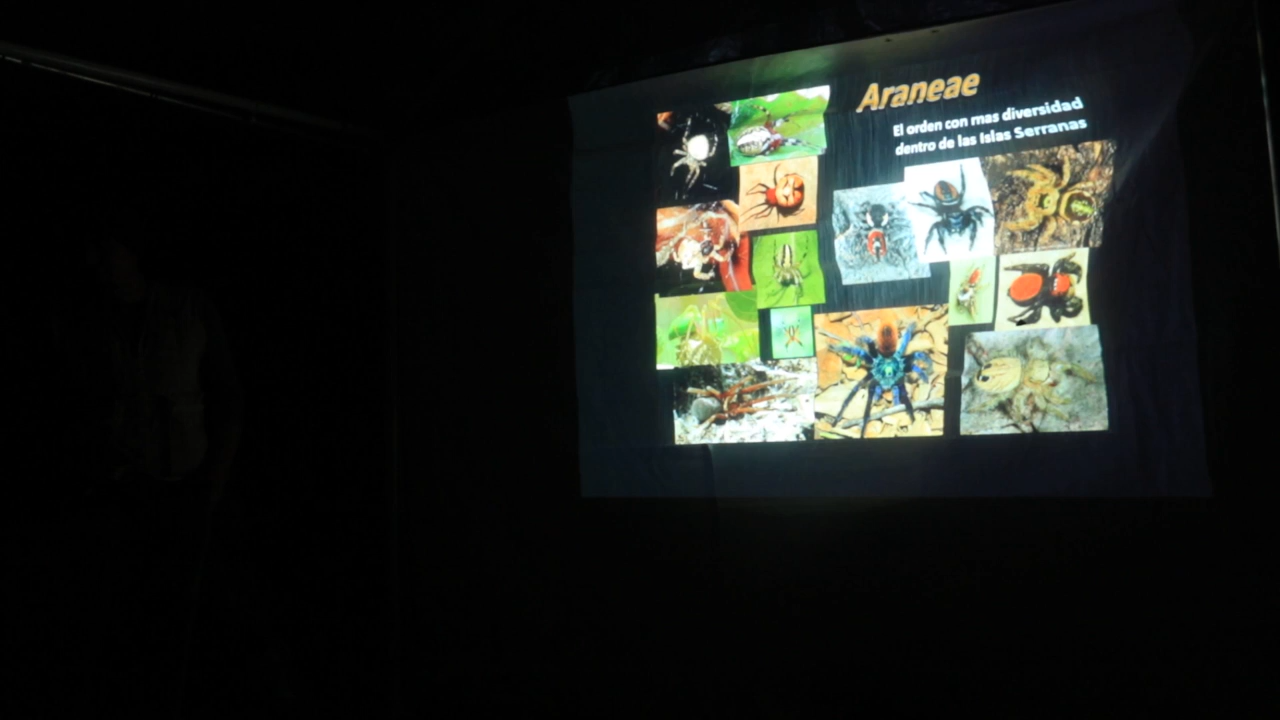 Araneae
El orden con mas diversidad
dentro de las Islas Serranas